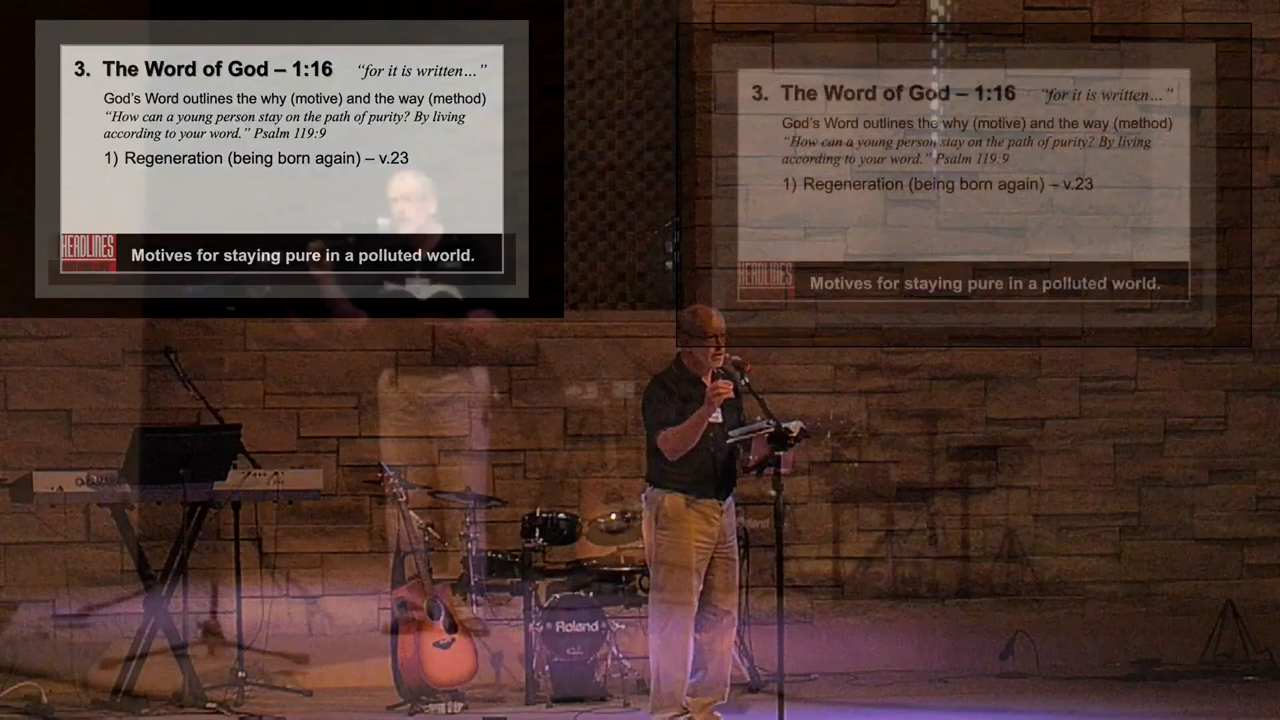 3. The Word of God – 1:16 “for it is written…”
God’s Word outlines the why (motive) and the way (method)
“How can a young person stay on the path of purity? By living
according to your word.” Psalm 119:9
1) Regeneration (being born again) – v.23
HEADLINES
Motives for staying pure in a polluted world.
3. The Word of God – 1:16 “for it is written…”
God’s Word outlines the why (motive) and the way (method)
“How can a young person stay on the path of purity? By living
according to your word.” Psalm 119:9
1) Regeneration (being born again) – v.23
HEADLINES
Motives for staying pure in a polluted world.
Roland
Roland